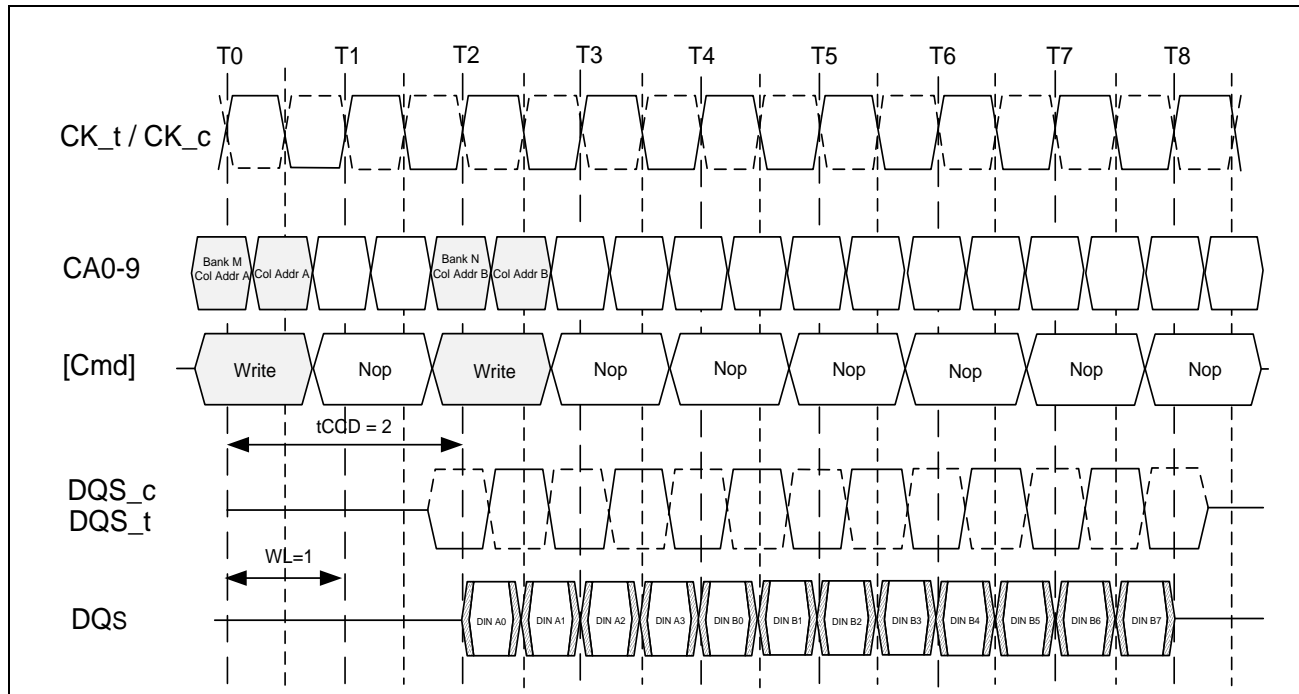 T0 T1 T2 T3 T4 T5 T6 T7 T8
CK_t / CK_c
CA0-9
Bank M
Col Addr A
Col Addr A
Bank N
Col Addr B
Col Addr B
[Cmd]
Write Nop Write Nop Nop Nop Nop Nop Nop
tCCD = 2
DQS_c
DQS_t
WL=1
DQs
DIN A0 DIN A1 DIN A2 DIN A3 DIN B0 DIN B1 DIN B2 DIN B3 DIN B4 DIN B5 DIN B6 DIN B7